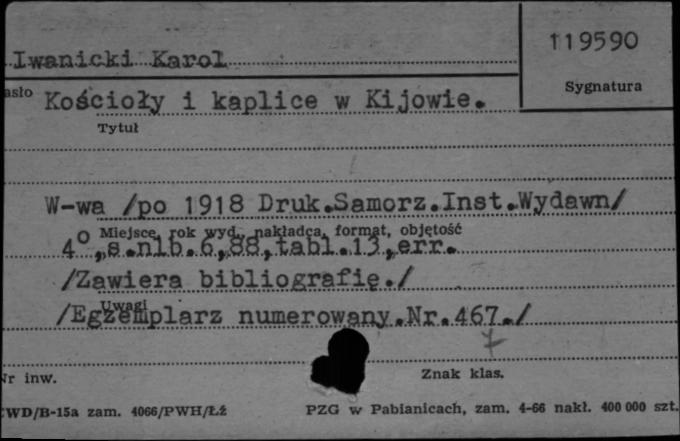 Iwanicki Karol
119590
Sygnatura
asło Kościoły i kaplice w Kijowie.
Tytuł
W-wa /po 1918 Druk.Samorz.Inst.Wydawn/
Miejsce, rok wyd., nakładca, format, objętość
4°,s.nlb.6,88,tabl.13,err.
/Zawiera bibliografię./
Uwagi
/Egzemplarz numerowany.Nr.467./
Nr inw.
Znak klas.
ZWD/B-15a zam. 4066/PWH/Łź
PZG w Pabianicach, zam. 4-66 nakł. 400 000 szt.